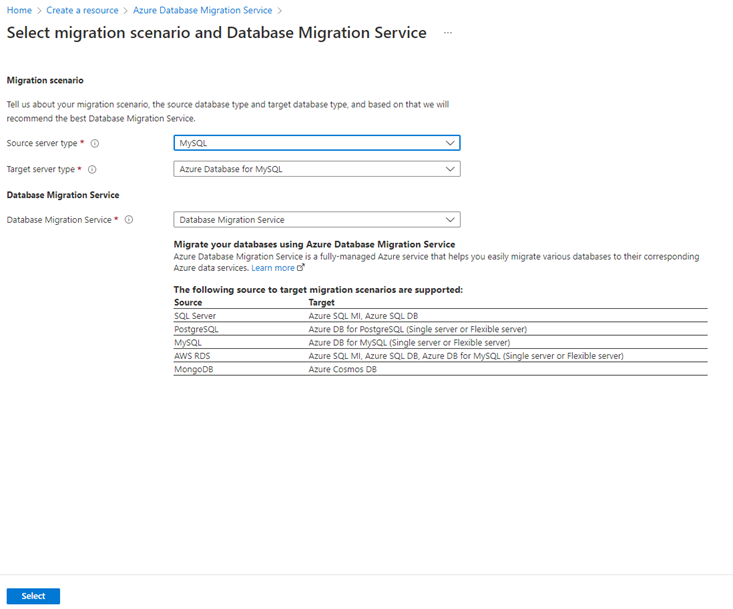 Home > Create a resource > Azure Database Migration Service >
Select migration scenario and Database Migration Service ...
Migration scenario
Tell us about your migration scenario, the source database type and target database type, and based on that we will
recommend the best Database Migration Service.
Source server type * MySQL
Target server type * Azure Database for MySQL
Database Migration Service
Database Migration Service * Database Migration Service
Migrate your databases using Azure Database Migration Service
Azure Database Migration Service is a fully-managed Azure service that helps you easily migrate various databases to their corresponding
Azure data services. Learn more
The following source to target migration scenarios are supported:
Source Target
SQL Server Azure SQL MI, Azure SQL DB
PostgreSQL Azure DB for PostgreSQL (Single server or Flexible server)
MySQL Azure DB for MySQL (Single server or Flexible server)
AWS RDS Azure SQL MI, Azure SQL DB, Azure DB for MySQL (Single server or Flexible server)
MongoDB Azure Cosmos DB
Select